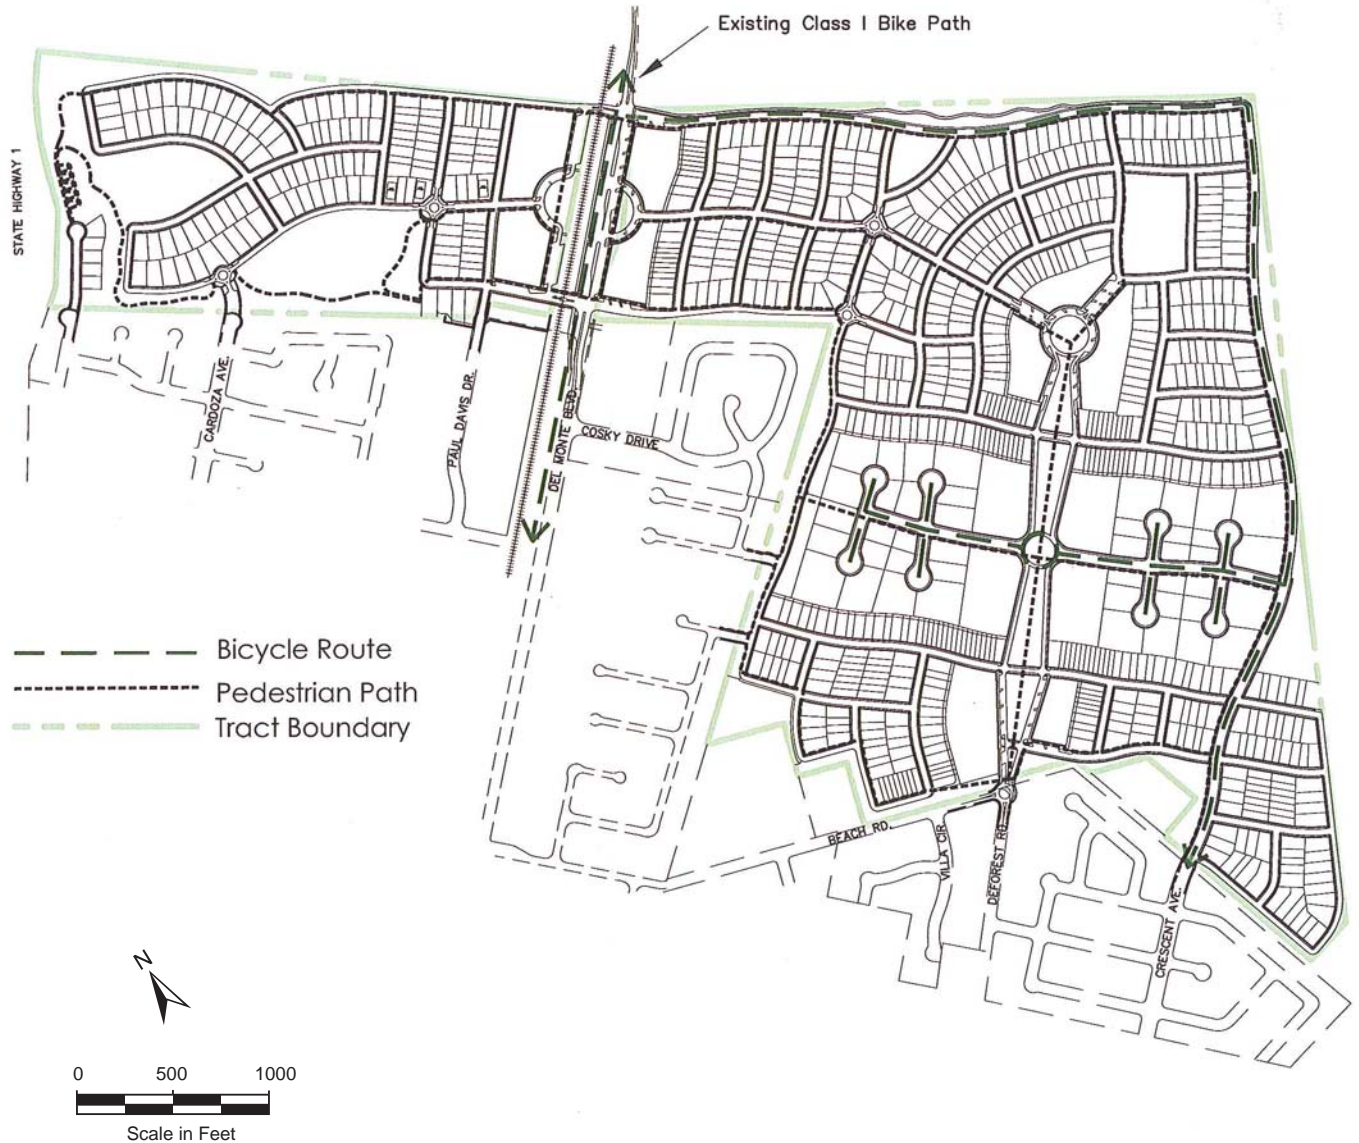 Existing Class I Bike Path
STATE HIGHWAY 1
CARDOZA AVE.
PAUL DAVIS DR.
DEL MONTE BLVD.
COSKY DRIVE
Bicycle Route
Pedestrian Path
Tract Boundary
BEACH RD.
VILLA CIR.
DEFOREST RD.
CRESCENT AVE.
N
0 500 1000
Scale in Feet